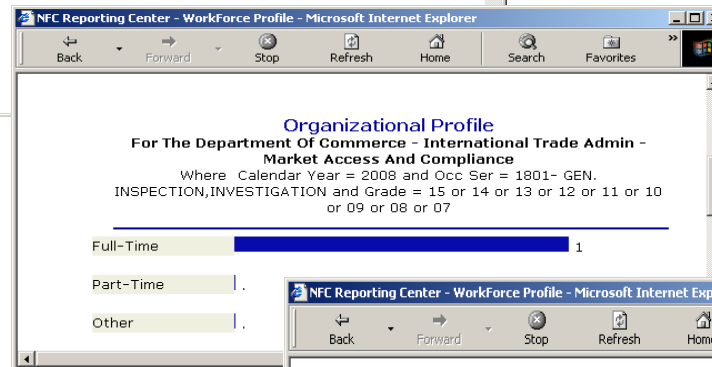 NFC Reporting Center - WorkForce Profile - Microsoft Internet Explorer
Back Forward Stop Refresh Home Search Favorites »
Organizational Profile
For The Department Of Commerce - International Trade Admin -
Market Access And Compliance
Where Calendar Year = 2008 and Occ Ser = 1801- GEN.
INSPECTION,INVESTIGATION and Grade = 15 or 14 or 13 or 12 or 11 or 10
or 09 or 08 or 07
Full-Time 1
Part-Time .
Other .
NFC Reporting Center - WorkForce Profile - Microsoft Internet Exp
Back Forward Stop Refresh Home